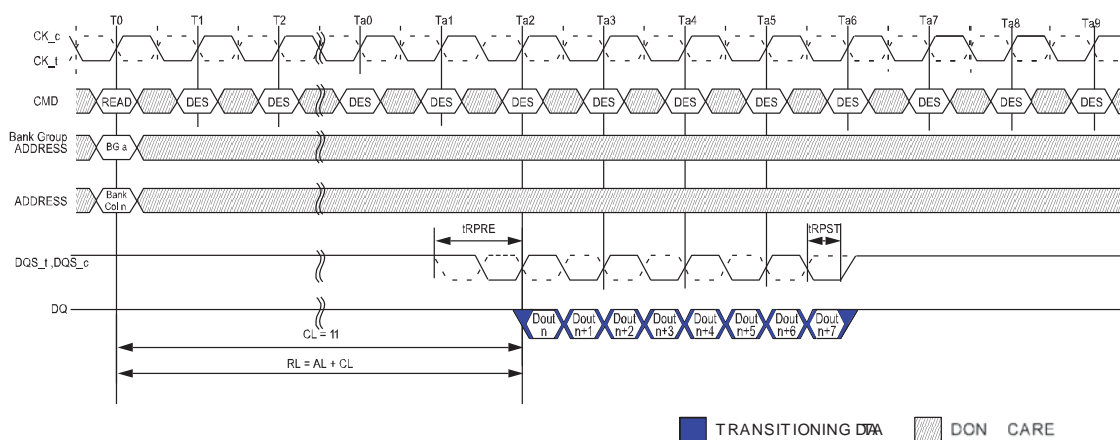 T0 T1 T2 Ta0 Ta1 Ta2 Ta3 Ta4 Ta5 Ta6 Ta7 Ta8 Ta9
CK_c
CK_t
CMD READ DES DES DES DES DES DES DES DES DES DES DES DES
Bank Group
ADDRESS BG a
ADDRESS Bank
Col n
tRPRE tRPST
DQS_t ,DQS_c
DQ Dout n Dout n+1 Dout n+2 Dout n+3 Dout n+4 Dout n+5 Dout n+6 Dout n+7
CL = 11
RL = AL + CL
TRANSITIONING DATA DON CARE